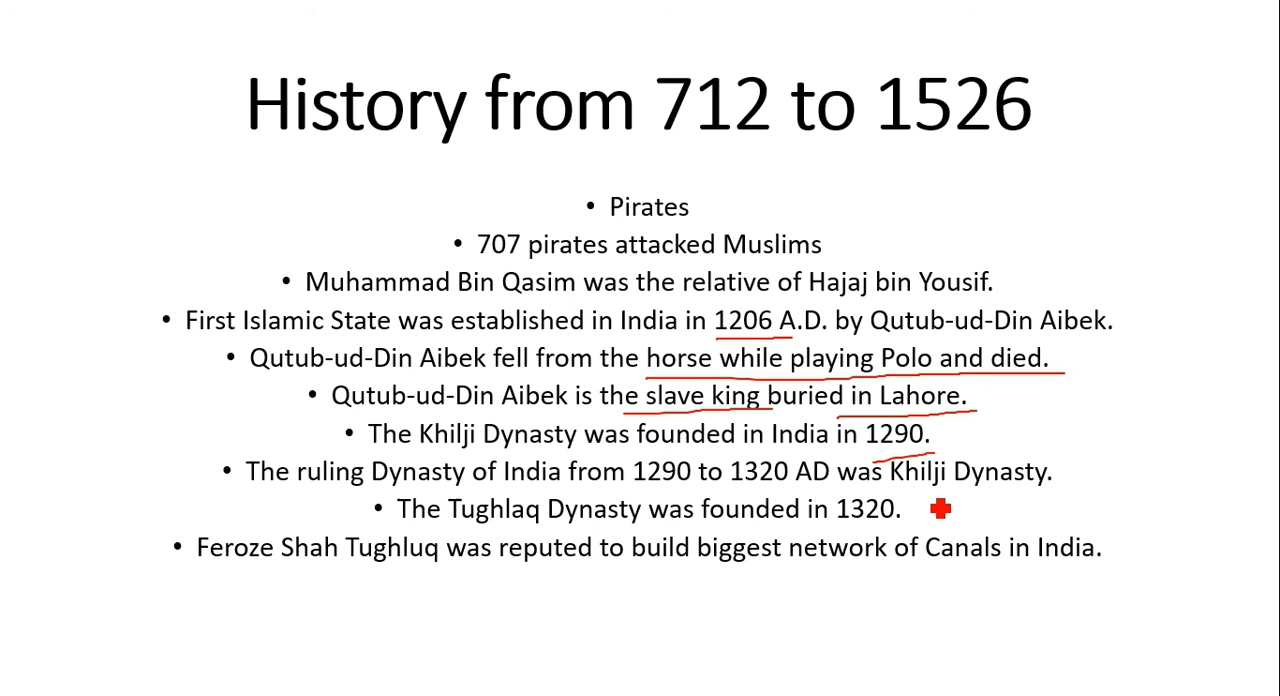 History from 712 to 1526
• Pirates
• 707 pirates attacked Muslims
• Muhammad Bin Qasim was the relative of Hajaj bin Yousif.
• First Islamic State was established in India in 1206 A.D. by Qutub-ud-Din Aibek.
• Qutub-ud-Din Aibek fell from the horse while playing Polo and died.
• Qutub-ud-Din Aibek is the slave king buried in Lahore.
• The Khilji Dynasty was founded in India in 1290.
• The ruling Dynasty of India from 1290 to 1320 AD was Khilji Dynasty.
• The Tughlaq Dynasty was founded in 1320.
• Feroze Shah Tughluq was reputed to build biggest network of Canals in India.